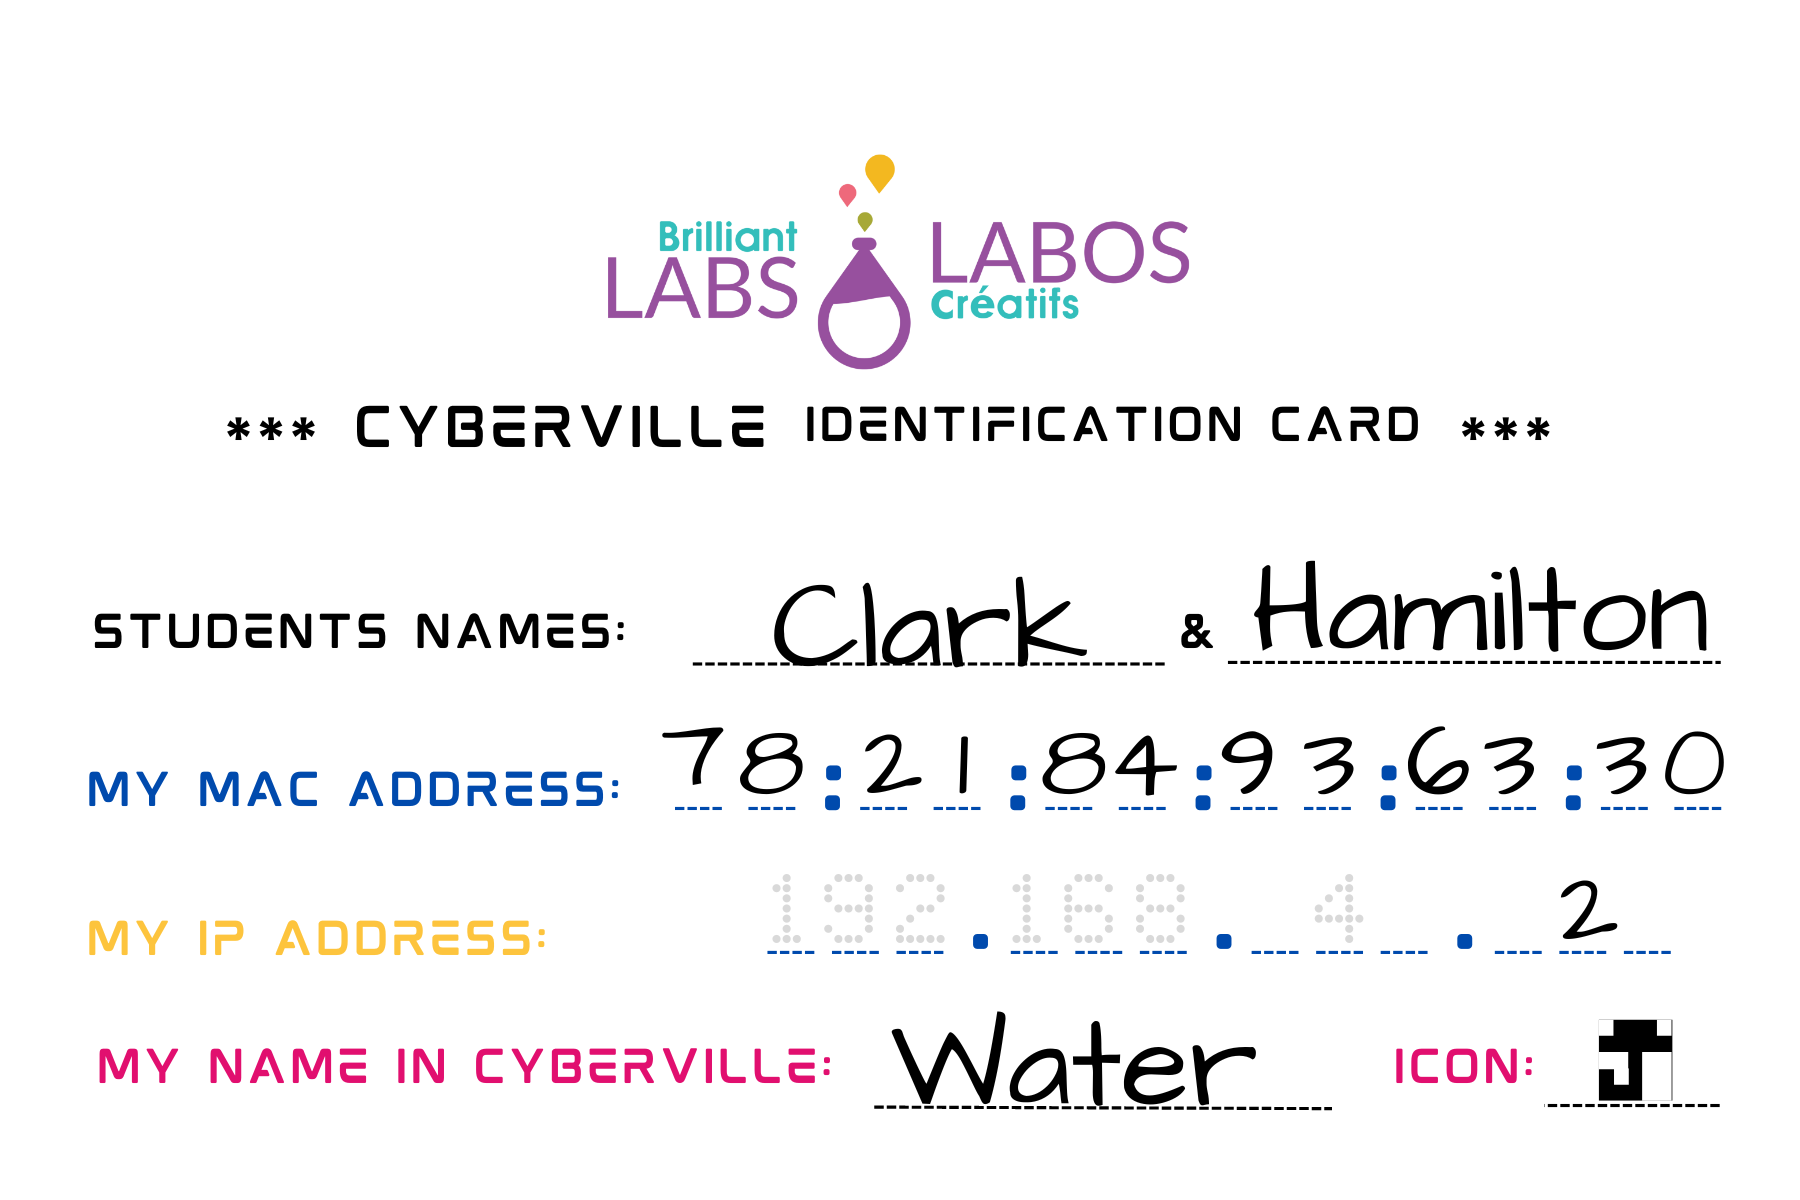 Brilliant LABS LABOS Créatifs
*** CYBERVILLE IDENTIFICATION CARD ***
STUDENTS NAMES: Clark & Hamilton
MY MAC ADDRESS: 78:21:84:93:63:30
MY IP ADDRESS: 192.168.4.2
MY NAME IN CYBERVILLE: Water ICON: